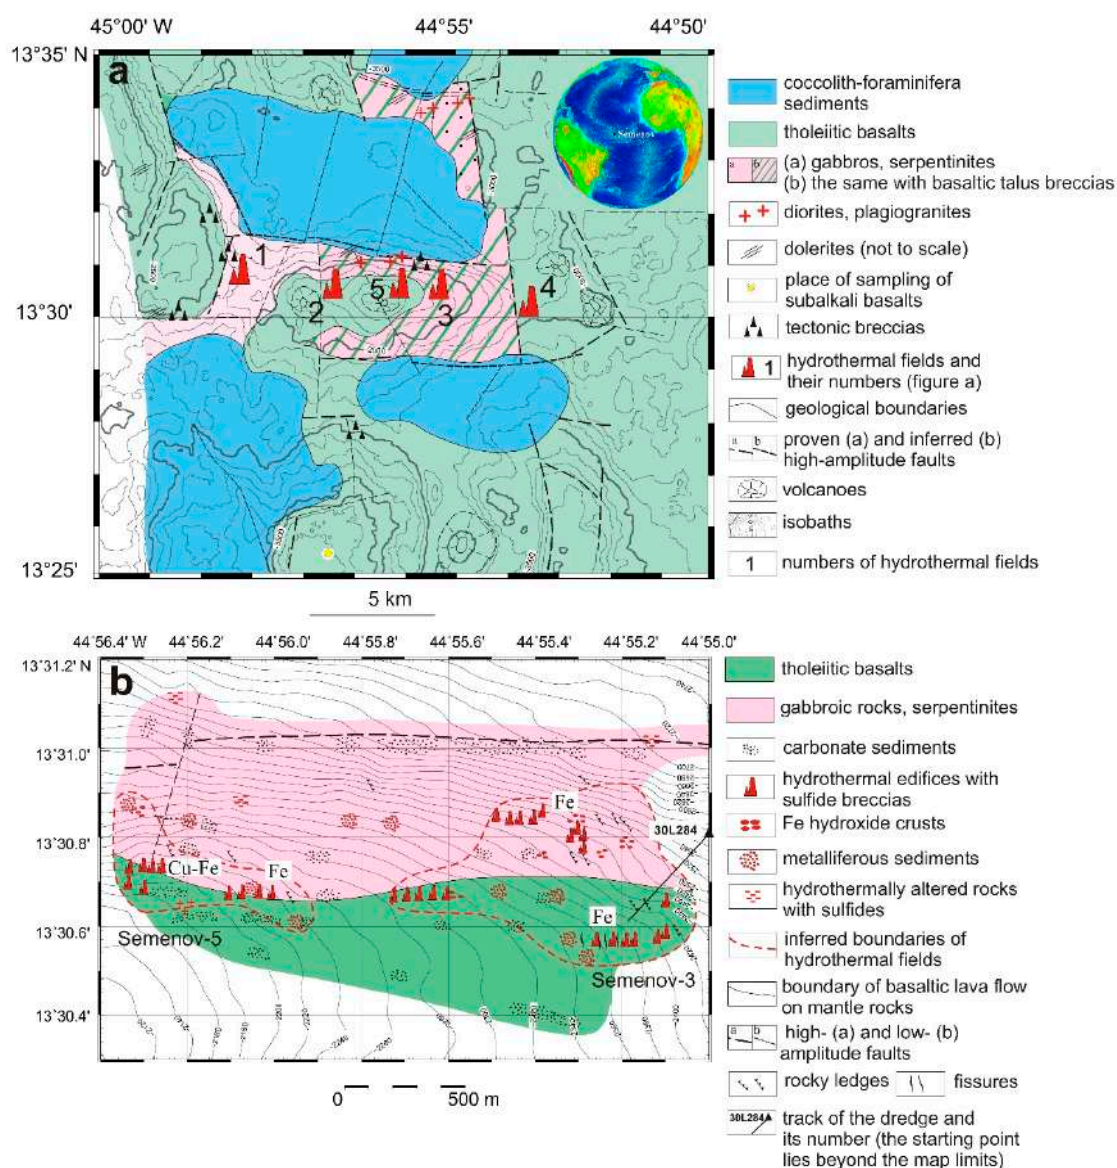 45°00' W
44°55'
44°50'
13°35' N
a
-3500
Semenov
coccolith-foraminifera
sediments
tholeiitic basalts
a b
(a) gabbros, serpentinites
(b) the same with basaltic talus breccias
diorites, plagiogranites
dolerites (not to scale)
place of sampling of
subalkali basalts
tectonic breccias
1
hydrothermal fields and
their numbers (figure a)
geological boundaries
a b
proven (a) and inferred (b)
high-amplitude faults
volcanoes
isobaths
1
numbers of hydrothermal fields
1
2
5
3
4
13°30'
13°25'
5 km
44°56.4' W
44°56.2'
44°56.0'
44°55.8'
44°55.6'
44°55.4'
44°55.2'
44°55.0'
13°31.2' N
b
13°31.0'
13°30.8'
13°30.6'
13°30.4'
Fe
30L284
Cu-Fe
Fe
Fe
Semenov-5
Semenov-3
0
500 m
tholeiitic basalts
gabbroic rocks, serpentinites
carbonate sediments
hydrothermal edifices with
sulfide breccias
Fe hydroxide crusts
metalliferous sediments
hydrothermally altered rocks
with sulfides
inferred boundaries of
hydrothermal fields
boundary of basaltic lava flow
on mantle rocks
a b
high- (a) and low- (b)
amplitude faults
rocky ledges
fissures
30L284
track of the dredge and
its number (the starting point
lies beyond the map limits)